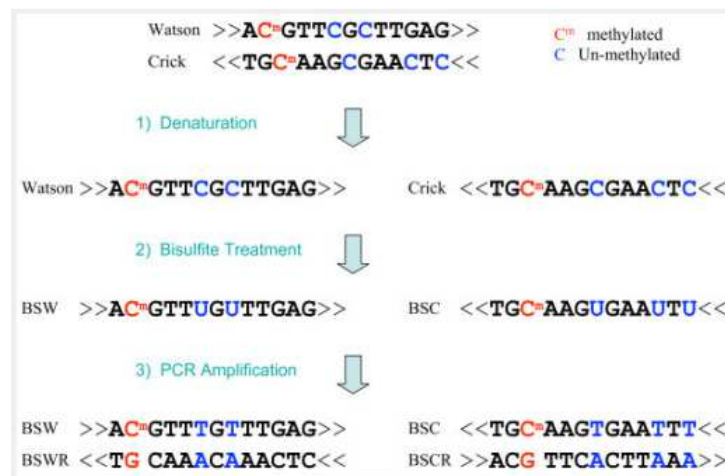 Watson >>ACᵐGTTCGCTTGAG>>
Cᵐ methylated
Crick <<TGCᵐAAGCGAACTC<<
C Un-methylated
1) Denaturation
Watson >>ACᵐGTTCGCTTGAG>> Crick <<TGCᵐAAGCGAACTC<<
2) Bisulfite Treatment
BSW >>ACᵐGTTUGUTTGAG>> BSC <<TGCᵐAAGUGAAUTU<<
3) PCR Amplification
BSW >>ACᵐGTTTGTTTGAG>> BSC <<TGCᵐAAGTGAATTT<<
BSWR <<TG CAAACAAACTC<< BSCR >>ACG TTCACTTAAA>>